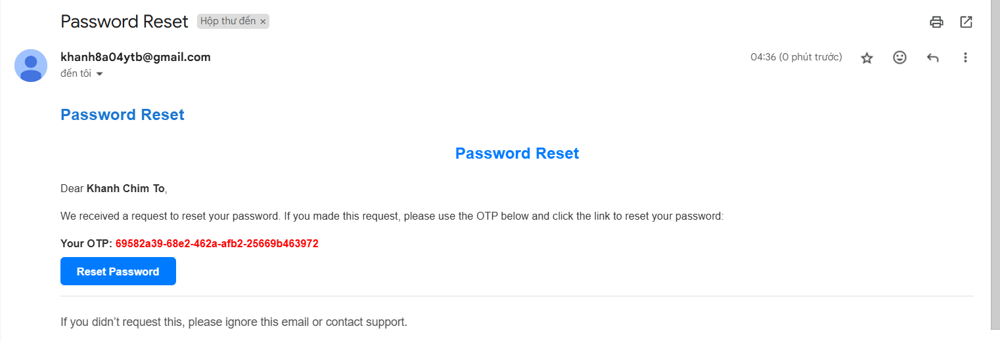 Password Reset Hộp thư đến ×
khanh8a04ytb@gmail.com 04:36 (0 phút trước)
đến tôi
Password Reset
Password Reset
Dear Khanh Chim To,
We received a request to reset your password. If you made this request, please use the OTP below and click the link to reset your password:
Your OTP: 69582a39-68e2-462a-afb2-25669b463972
Reset Password
If you didn’t request this, please ignore this email or contact support.